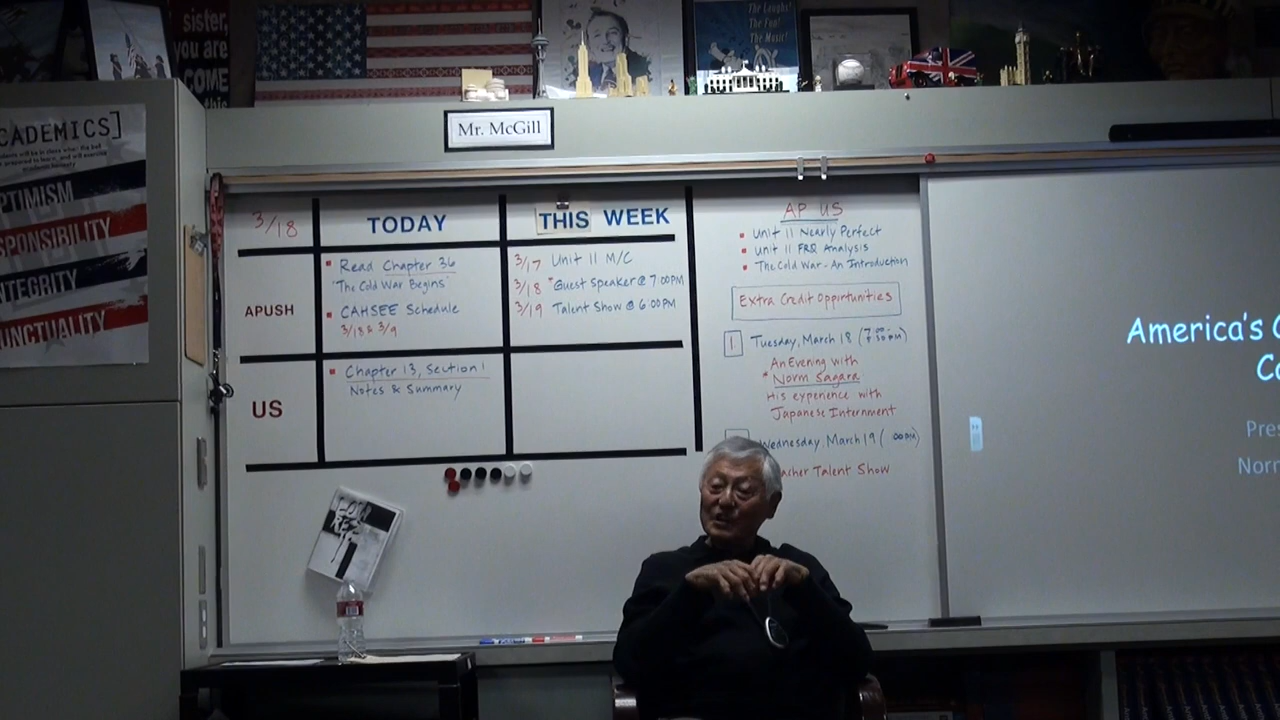 sister,
you are
COME
this
The Laughs!
The Fun!
The Music!
Mr. McGill
CADEMICS]
PTIMISM
SPONSIBILITY
NTEGRITY
UNCTUALITY
3/18
TODAY
THIS WEEK
APUSH
Read Chapter 36
"The Cold War Begins"
CAHSEE Schedule
3/18 & 3/9
3/17 Unit 11 M/C
3/18 *Guest Speaker @ 7:00PM
3/19 Talent Show @ 6:00PM
US
Chapter 13, Section 1
Notes & Summary
AP US
Unit 11 Nearly Perfect
Unit 11 FRQ Analysis
The Cold War - An Introduction
Extra Credit Opprtunities
1. Tuesday, March 18
An Evening with
* Norm Sagara
His experience with
Japanese Internment
Wednesday, March 19
acher Talent Show
America's C
Co
Pres
Norm